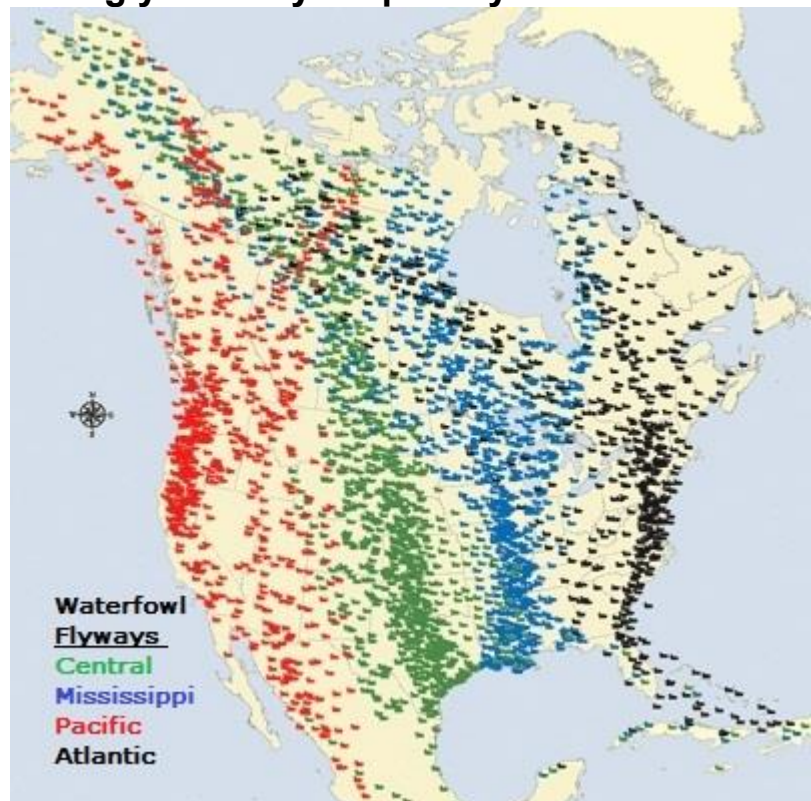 Waterfowl
Flyways
Central
Mississippi
Pacific
Atlantic